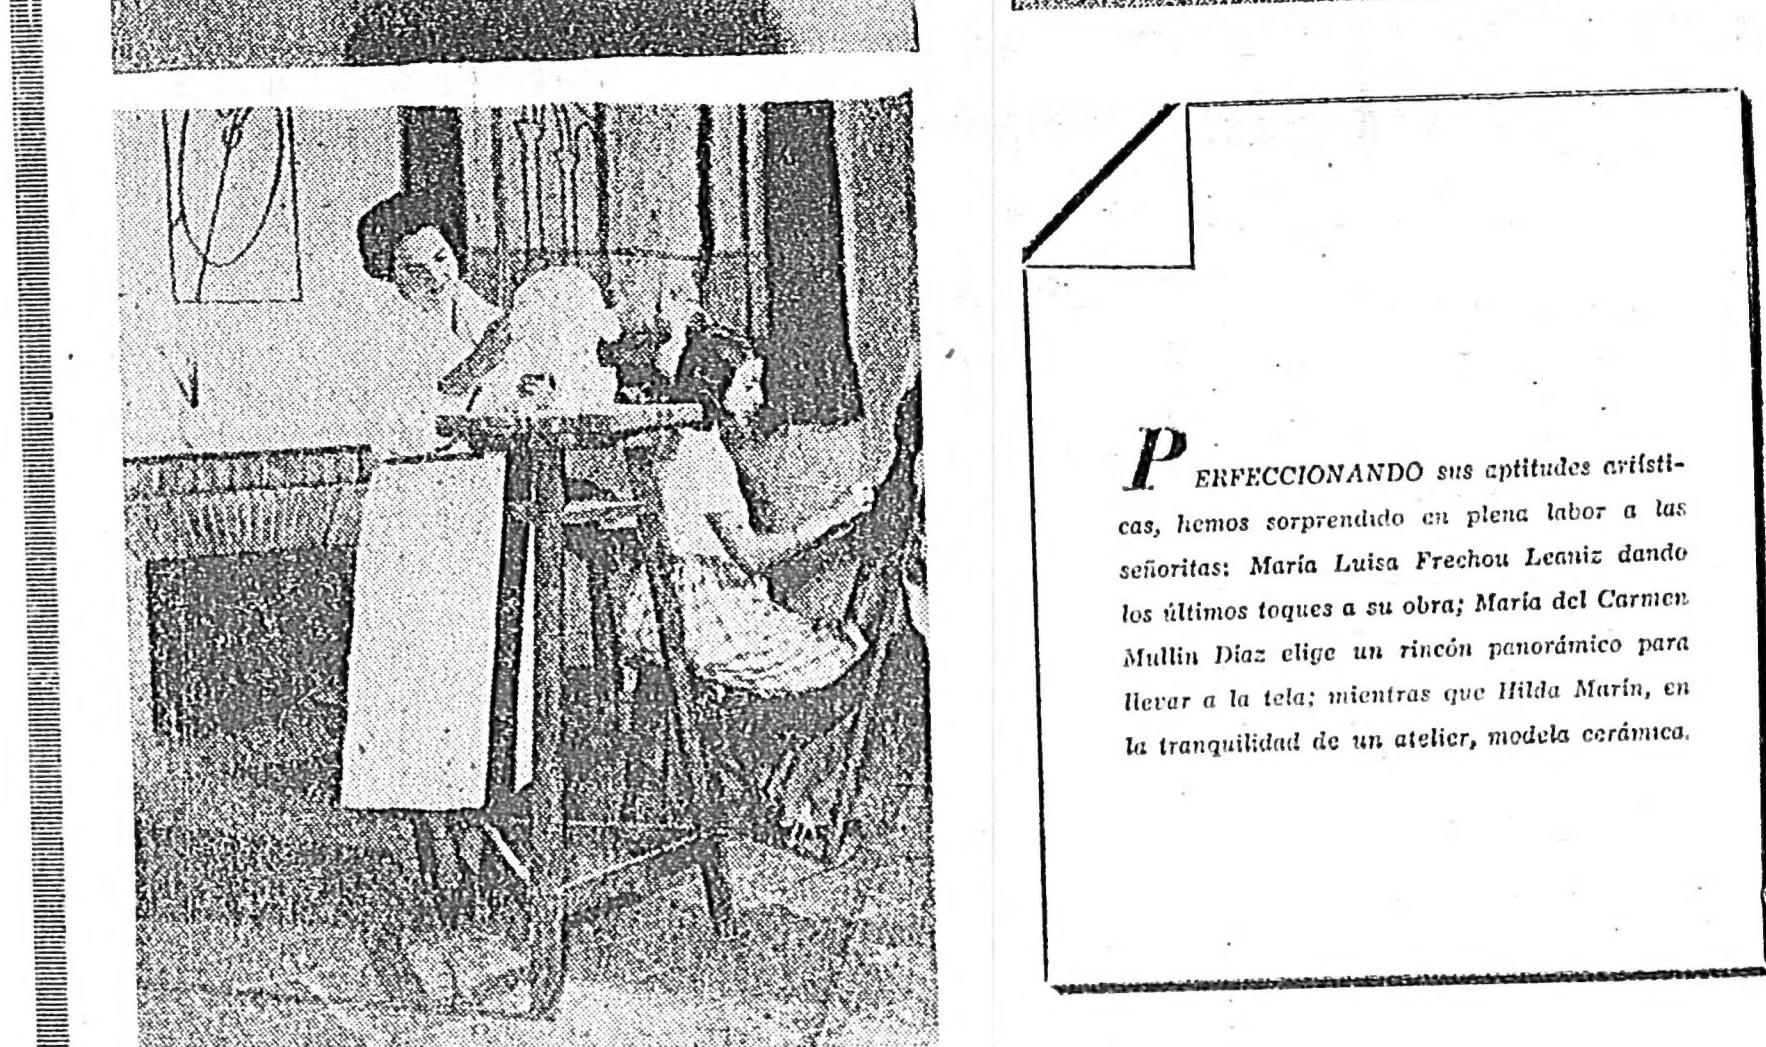 PERFECCIONANDO sus aptitudes artísti-
cas, hemos sorprendido en plena labor a las
señoritas: María Luisa Frechou Leaniz dando
los últimos toques a su obra; María del Carmen
Mullin Díaz elige un rincón panorámico para
llevar a la tela; mientras que Hilda Marín, en
la tranquilidad de un atelier, modela cerámica.